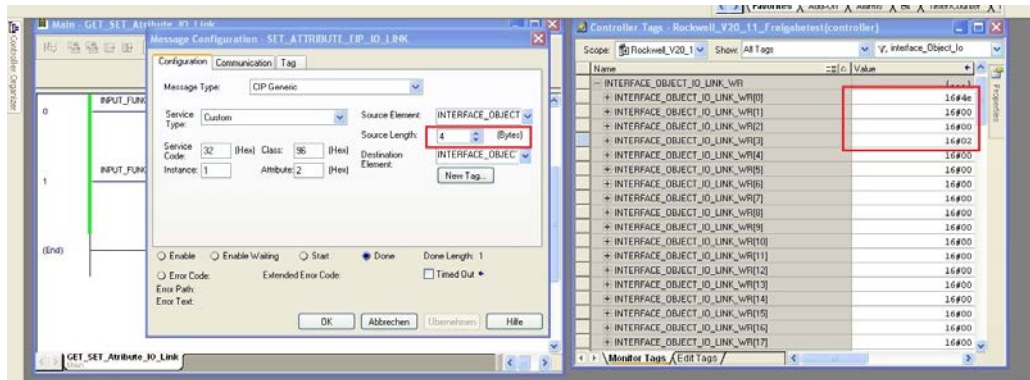 Favorites
Add-On
Alarms
Bit
Timer/Counter
Main - GET_SET_Attribute_IO_Link
Controller Organizer
INPUT_FUN
0
INPUT_FUN
1
(End)
GET_SET_Atribute_IO_Link
Message Configuration - SET_ATTRIBUTE_EIP_IO_LINK
Configuration
Communication
Tag
Message Type:
CIP Generic
Service Type:
Custom
Source Element:
INTERFACE_OBJECT
Source Length:
4
(Bytes)
Service Code:
32
(Hex)
Class:
96
(Hex)
Destination Element:
INTERFACE_OBJEC
Instance:
1
Attribute:
2
(Hex)
New Tag...
Enable
Enable Waiting
Start
Done
Done Length: 1
Error Code:
Extended Error Code:
Timed Out
Error Path:
Error Text:
OK
Abbrechen
Übernehmen
Hilfe
Controller Tags - Rockwell_V20_11_Freigabetest(controller)
Scope:
Rockwell_V20_1
Show:
All Tags
interface_Object_Io
Name
Value
INTERFACE_OBJECT_IO_LINK_WR
{...}
INTERFACE_OBJECT_IO_LINK_WR[0]
16#4e
INTERFACE_OBJECT_IO_LINK_WR[1]
16#00
INTERFACE_OBJECT_IO_LINK_WR[2]
16#00
INTERFACE_OBJECT_IO_LINK_WR[3]
16#02
INTERFACE_OBJECT_IO_LINK_WR[4]
16#00
INTERFACE_OBJECT_IO_LINK_WR[5]
16#00
INTERFACE_OBJECT_IO_LINK_WR[6]
16#00
INTERFACE_OBJECT_IO_LINK_WR[7]
16#00
INTERFACE_OBJECT_IO_LINK_WR[8]
16#00
INTERFACE_OBJECT_IO_LINK_WR[9]
16#00
INTERFACE_OBJECT_IO_LINK_WR[10]
16#00
INTERFACE_OBJECT_IO_LINK_WR[11]
16#00
INTERFACE_OBJECT_IO_LINK_WR[12]
16#00
INTERFACE_OBJECT_IO_LINK_WR[13]
16#00
INTERFACE_OBJECT_IO_LINK_WR[14]
16#00
INTERFACE_OBJECT_IO_LINK_WR[15]
16#00
INTERFACE_OBJECT_IO_LINK_WR[16]
16#00
INTERFACE_OBJECT_IO_LINK_WR[17]
16#00
Monitor Tags
Edit Tags
Properties